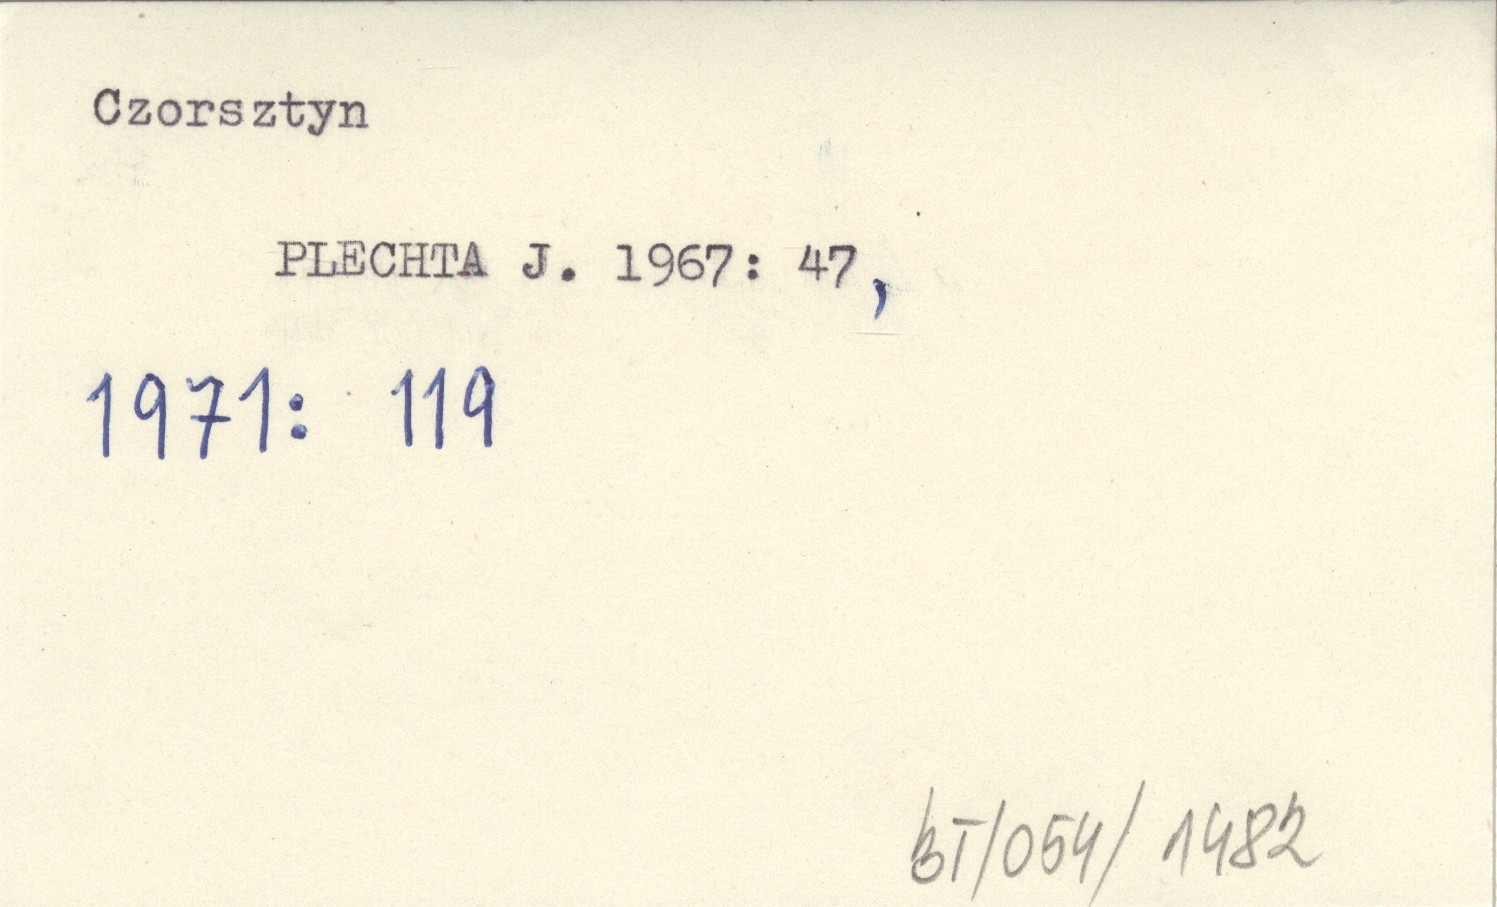 Czorsztyn
PLECHTA J. 1967: 47,
1971: 119
BT/054/1482